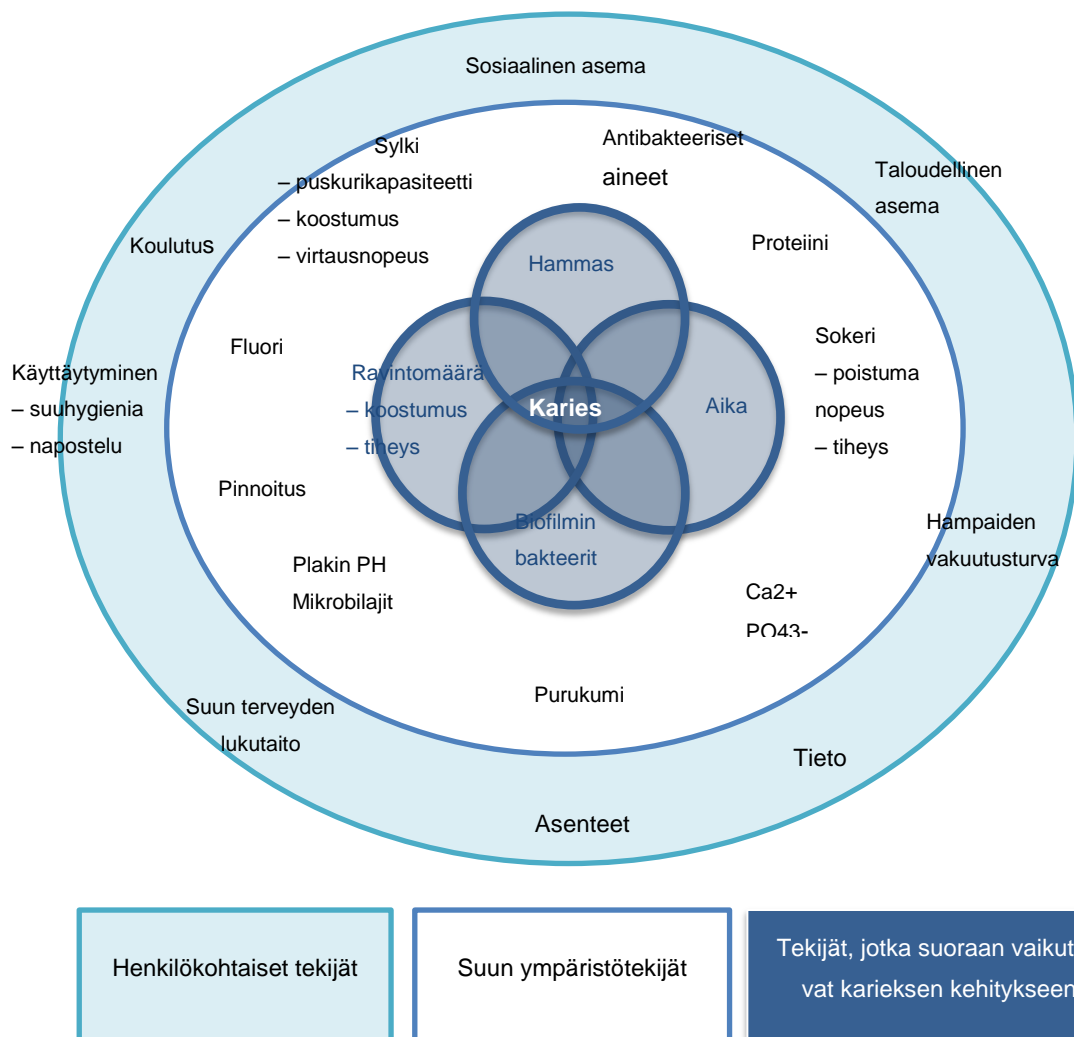 Sosiaalinen asema
Sylki
– puskurikapasiteetti
– koostumus
– virtausnopeus
Antibakteeriset
aineet
Taloudellinen
asema
Koulutus
Proteiini
Hammas
Fluori
Käyttäytyminen
– suuhygienia
– napostelu
Ravintomäärä
– koostumus
– tiheys
Karies
Aika
Sokeri
– poistuma
nopeus
– tiheys
Pinnoitus
Biofilmin
bakteerit
Hampaiden
vakuutusturva
Plakin PH
Mikrobilajit
Ca2+
PO43-
Purukumi
Suun terveyden
lukutaito
Tieto
Asenteet
Henkilökohtaiset tekijät
Suun ympäristötekijät
Tekijät, jotka suoraan vaikut
vat karieksen kehitykseen